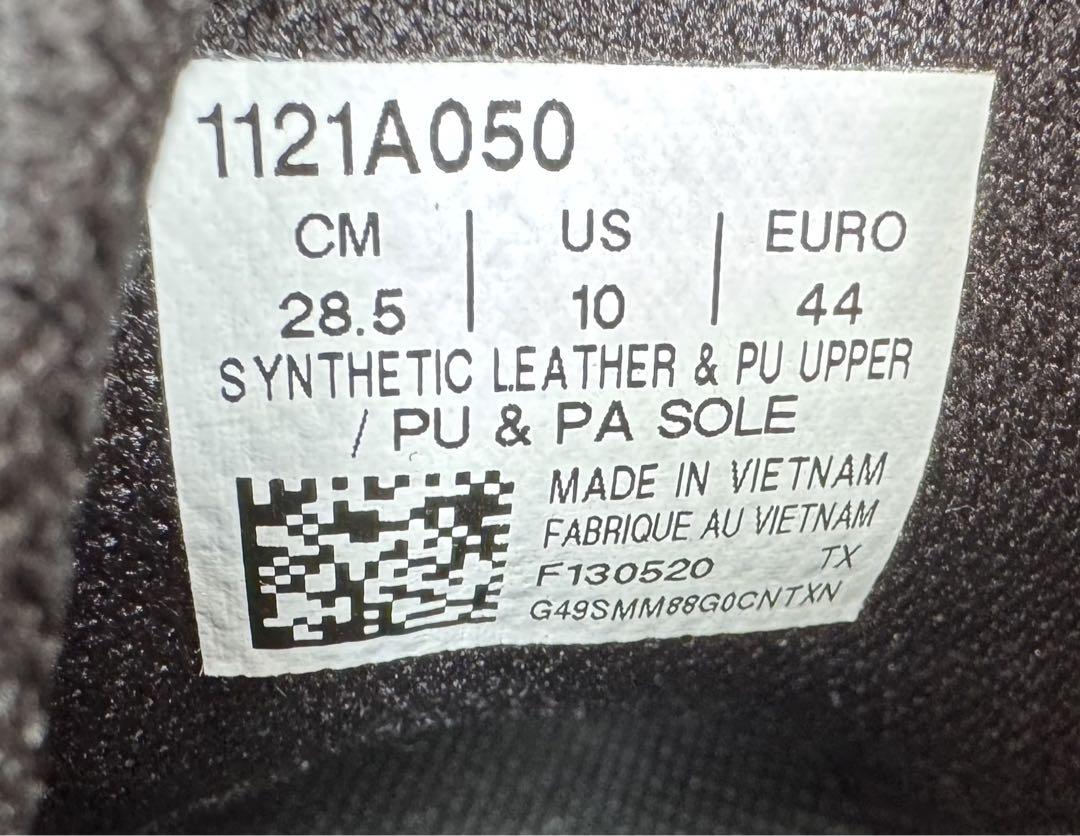 1121A050
CM | US | EURO
28.5 | 10 | 44
SYNTHETIC LEATHER & PU UPPER
/ PU & PA SOLE
MADE IN VIETNAM
FABRIQUE AU VIETNAM
F130520 TX
G49SMM88G0CNTXN